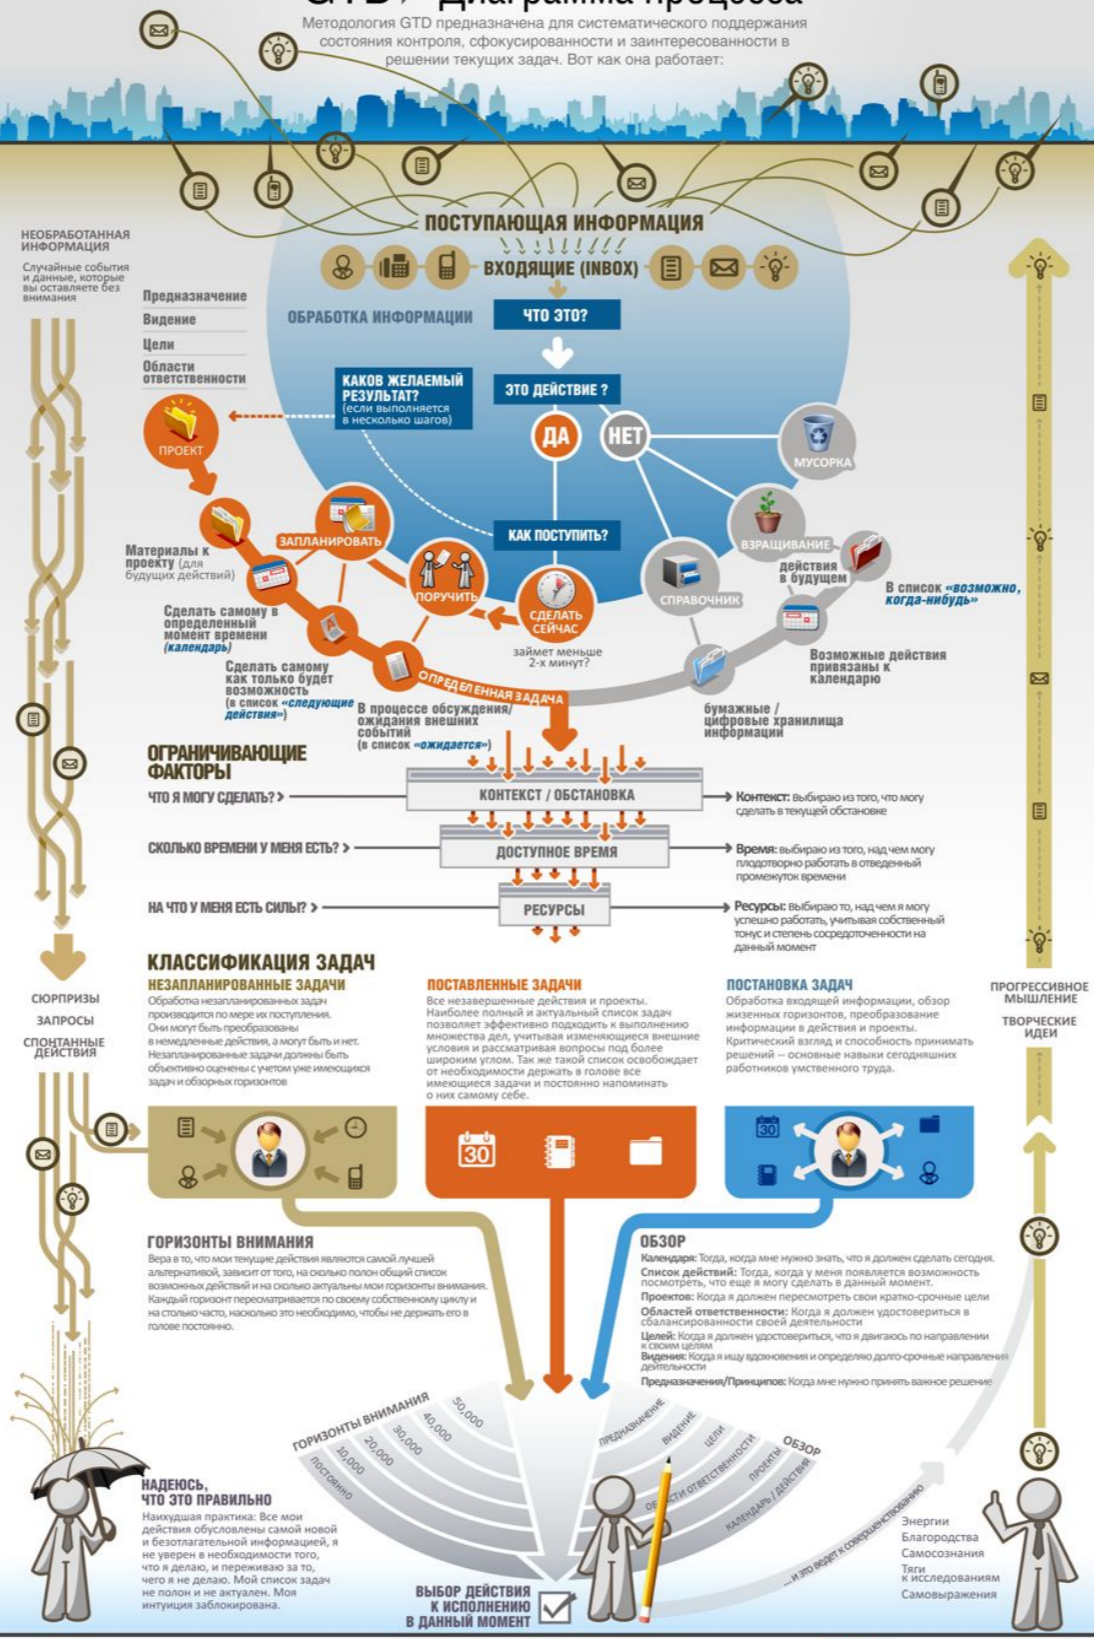 GTD Диаграмма процесса
Методология GTD предназначена для систематического поддержания
состояния контроля, сфокусированности и заинтересованности в
решении текущих задач. Вот как она работает:
ПОСТУПАЮЩАЯ ИНФОРМАЦИЯ
ВХОДЯЩИЕ (INBOX)
НЕОБРАБОТАННАЯ
ИНФОРМАЦИЯ
Случайные события
и данные, которые
вы оставляете без
внимания
Предназначение
Видение
Цели
Области
ответственности
ОБРАБОТКА ИНФОРМАЦИИ
ЧТО ЭТО?
ЭТО ДЕЙСТВИЕ ?
КАКОВ ЖЕЛАЕМЫЙ
РЕЗУЛЬТАТ?
(если выполняется
в несколько шагов)
ДА
НЕТ
ПРОЕКТ
МУСОРКА
КАК ПОСТУПИТЬ?
ЗАПЛАНИРОВАТЬ
ПОРУЧИТЬ
СДЕЛАТЬ
СЕЙЧАС
займет меньше
2-х минут?
СПРАВОЧНИК
ВЗРАЩИВАНИЕ
действия
в будущем
В список «возможно,
когда-нибудь»
Материалы к
проекту (для
будущих действий)
Сделать самому в
определенный
момент времени
(календарь)
Сделать самому
как только будет
возможность
(в список «следующие
действия»)
В процессе обсуждения/
ожидания внешних
событий
(в список «ожидается»)
ОПРЕДЕЛЕННАЯ ЗАДАЧА
Возможные действия
привязаны к
календарю
бумажные /
цифровые хранилища
информации
ОГРАНИЧИВАЮЩИЕ
ФАКТОРЫ
ЧТО Я МОГУ СДЕЛАТЬ? >
КОНТЕКСТ / ОБСТАНОВКА
Контекст: выбираю из того, что могу
сделать в текущей обстановке
СКОЛЬКО ВРЕМЕНИ У МЕНЯ ЕСТЬ? >
ДОСТУПНОЕ ВРЕМЯ
Время: выбираю из того, над чем могу
плодотворно работать в отведенный
промежуток времени
НА ЧТО У МЕНЯ ЕСТЬ СИЛЫ? >
РЕСУРСЫ
Ресурсы: выбираю то, над чем я могу
успешно работать, учитывая собственный
тонус и степень сосредоточенности на
данный момент
СЮРПРИЗЫ
ЗАПРОСЫ
СПОНТАННЫЕ
ДЕЙСТВИЯ
КЛАССИФИКАЦИЯ ЗАДАЧ
НЕЗАПЛАНИРОВАННЫЕ ЗАДАЧИ
Обработка незапланированных задач
производится по мере их поступления.
Они могут быть преобразованы
в немедленные действия, а могут быть и нет.
Незапланированные задачи должны быть
объективно оценены с учетом уже имеющихся
задач и обзорных горизонтов
ПОСТАВЛЕННЫЕ ЗАДАЧИ
Все незавершенные действия и проекты.
Наиболее полный и актуальный список задач
позволяет эффективно подходить к выполнению
множества дел, учитывая изменяющиеся внешние
условия и рассматривая вопросы под более
широким углом. Так же такой список освобождает
от необходимости держать в голове все
имеющиеся задачи и постоянно напоминать
о них самому себе.
ПОСТАНОВКА ЗАДАЧ
Обработка входящей информации, обзор
жизенных горизонтов, преобразование
информации в действия и проекты.
Критический взгляд и способность принимать
решений -- основные навыки сегодняшних
работников умственного труда.
ПРОГРЕССИВНОЕ
МЫШЛЕНИЕ
ТВОРЧЕСКИЕ
ИДЕИ
30
30
ГОРИЗОНТЫ ВНИМАНИЯ
Вера в то, что мои текущие действия являются самой лучшей
альтернативой, зависит от того, на сколько полон общий список
возможных действий и на сколько актуальны мои горизонты внимания.
Каждый горизонт пересматривается по своему собственному циклу и
на столько часто, насколько это необходимо, чтобы не держать его в
голове постоянно.
ОБЗОР
Календаря: Тогда, когда мне нужно знать, что я должен сделать сегодня.
Список действий: Тогда, когда у меня появляется возможность
посмотреть, что еще я могу сделать в данный момент.
Проектов: Когда я должен пересмотреть свои кратко-срочные цели
Областей ответственности: Когда я должен удостовериться в
сбалансированности своей деятельности
Целей: Когда я должен удостовериться, что я двигаюсь по направлении
к своим целям
Видения: Когда я ищу вдохновения и определяю долго-срочные направления
дейтельности
Предназначения/Принципов: Когда мне нужно принять важное решение
ГОРИЗОНТЫ ВНИМАНИЯ
50,000
40,000
30,000
20,000
10,000
ПОСТОЯННО
ПРЕДНАЗНАЧЕНИЕ
ВИДЕНИЕ
ЦЕЛИ
ОБЛАСТИ ОТВЕТСТВЕННОСТИ
ПРОЕКТЫ
КАЛЕНДАРЬ / ДЕЙСТВИЯ
ОБЗОР
НАДЕЮСЬ,
ЧТО ЭТО ПРАВИЛЬНО
Наихудшая практика: Все мои
действия обусловлены самой новой
и безотлагательной информацией, я
не уверен в необходимости того,
что я делаю, и переживаю за то,
чего я не делаю. Мой список задач
не полон и не актуален. Моя
интуиция заблокирована.
ВЫБОР ДЕЙСТВИЯ
К ИСПОЛНЕНИЮ
В ДАННЫЙ МОМЕНТ
... и это ведет к совершенствованию
Энергии
Благородства
Самосознания
Тяги
к исследованиям
Самовыражения